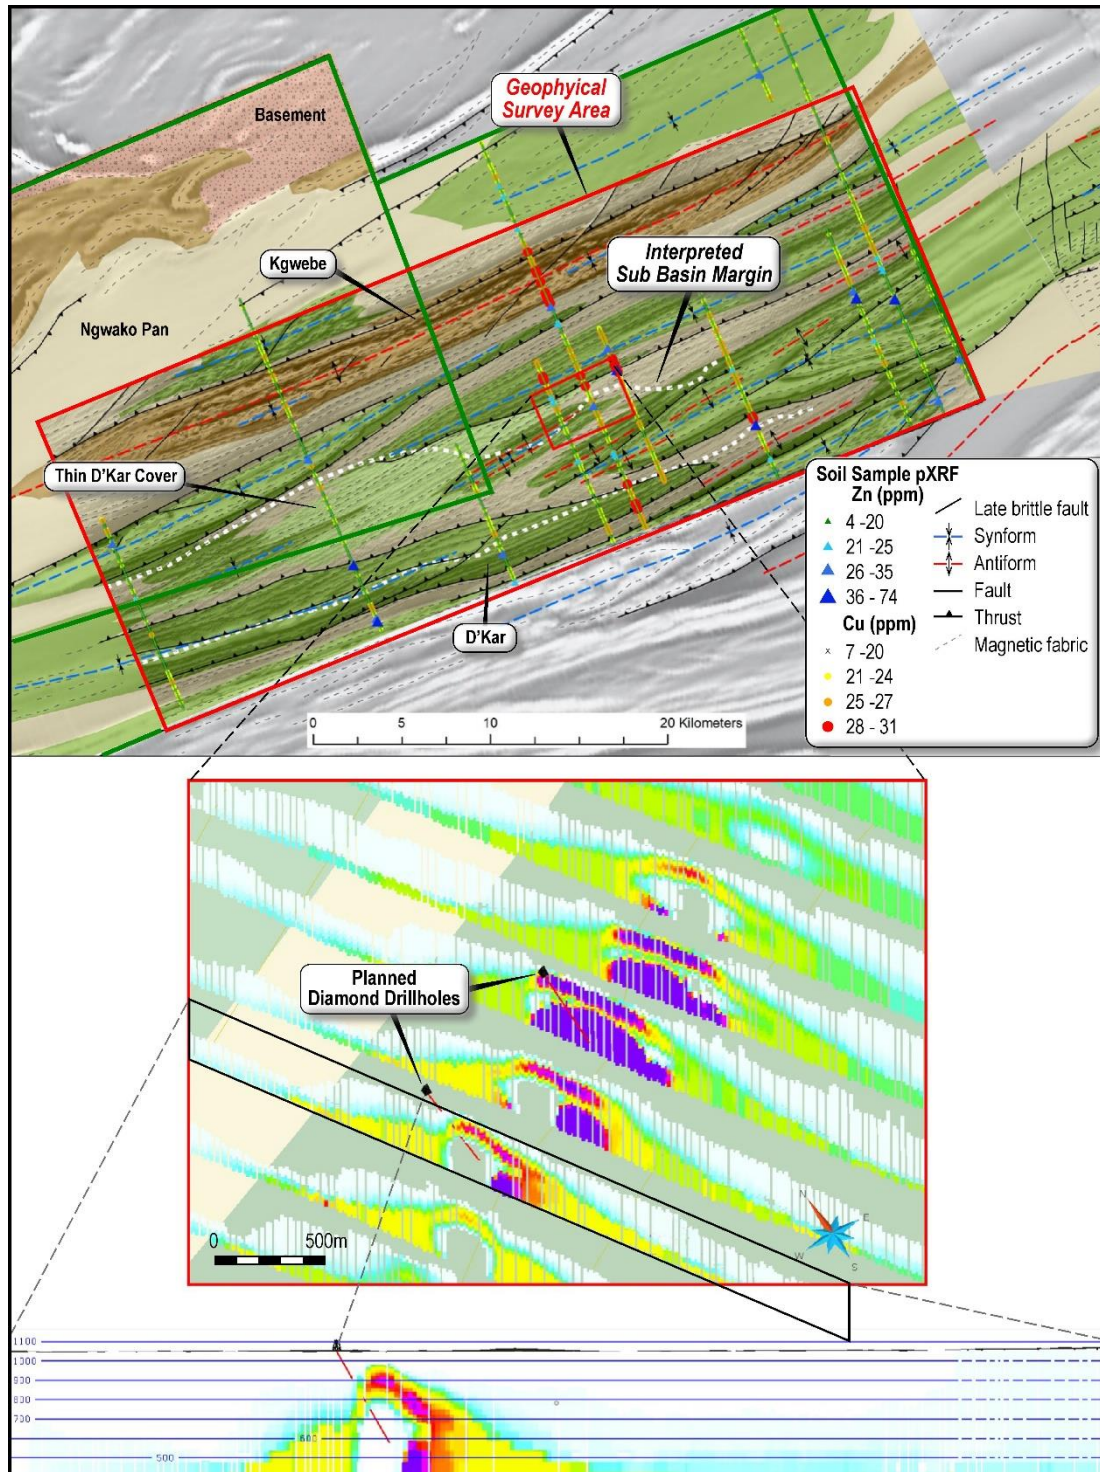 Basement
Geophyical
Survey Area
Kgwebe
Interpreted
Sub Basin Margin
Ngwako Pan
Thin D'Kar Cover
D'Kar
0 5 10 20 Kilometers
Soil Sample pXRF
Zn (ppm)
4 -20
21 -25
26 -35
36 - 74
Cu (ppm)
7 -20
21 -24
25 -27
28 - 31
Late brittle fault
Synform
Antiform
Fault
Thrust
Magnetic fabric
Planned
Diamond Drillholes
0 500m
N
E
W
S
1100
1000
900
800
700
600
500